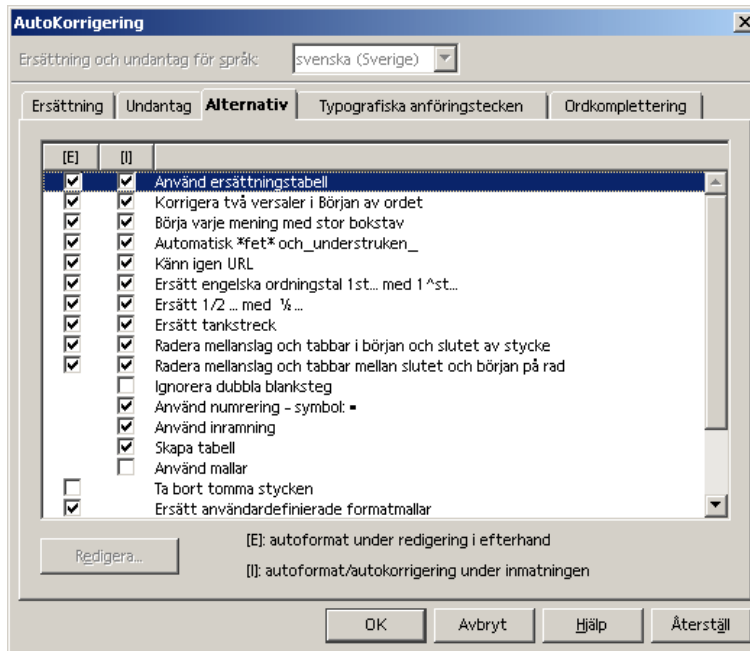 AutoKorrigering
Ersättning och undantag för språk: svenska (Sverige)
Ersättning Undantag Alternativ Typografiska anföringstecken Ordkomplettering
[E] [I]
Använd ersättningstabell
Korrigera två versaler i Början av ordet
Börja varje mening med stor bokstav
Automatisk *fet* och_understruken_
Känn igen URL
Ersätt engelska ordningstal 1st... med 1^st...
Ersätt 1/2 ... med ½ ...
Ersätt tankstreck
Radera mellanslag och tabbar i början och slutet av stycke
Radera mellanslag och tabbar mellan slutet och början på rad
Ignorera dubbla blanksteg
Använd numrering – symbol: ▪
Använd inramning
Skapa tabell
Använd mallar
Ta bort tomma stycken
Ersätt användardefinierade formatmallar
Redigera...
[E]: autoformat under redigering i efterhand
[I]: autoformat/autokorrigering under inmatningen
OK Avbryt Hjälp Återställ